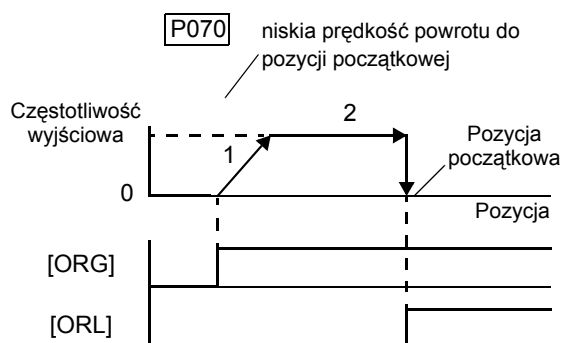 P070 niskia prędkość powrotu do
pozycji początkowej
Częstotliwość
wyjściowa
2
1
Pozycja
początkowa
0
Pozycja
[ORG]
[ORL]